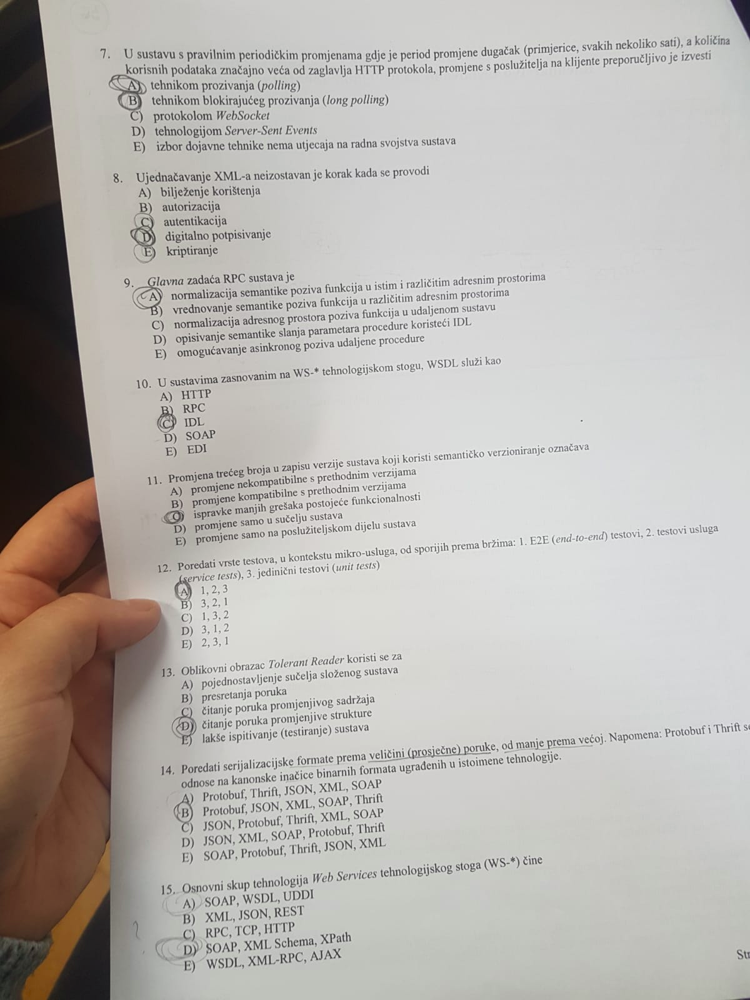 7. U sustavu s pravilnim periodičkim promjenama gdje je period promjene dugačak (primjerice, svakih nekoliko sati), a količina
korisnih podataka značajno veća od zaglavlja HTTP protokola, promjene s poslužitelja na klijente preporučljivo je izvesti
A) tehnikom prozivanja (polling)
B) tehnikom blokirajućeg prozivanja (long polling)
C) protokolom WebSocket
D) tehnologijom Server-Sent Events
E) izbor dojavne tehnike nema utjecaja na radna svojstva sustava
8. Ujednačavanje XML-a neizostavan je korak kada se provodi
A) bilježenje korištenja
B) autorizacija
C) autentikacija
D) digitalno potpisivanje
E) kriptiranje
9. Glavna zadaća RPC sustava je
A) normalizacija semantike poziva funkcija u istim i različitim adresnim prostorima
B) vrednovanje semantike poziva funkcija u različitim adresnim prostorima
C) normalizacija adresnog prostora poziva funkcija u udaljenom sustavu
D) opisivanje semantike slanja parametara procedure koristeći IDL
E) omogućavanje asinkronog poziva udaljene procedure
10. U sustavima zasnovanim na WS-* tehnologijskom stogu, WSDL služi kao
A) HTTP
B) RPC
C) IDL
D) SOAP
E) EDI
11. Promjena trećeg broja u zapisu verzije sustava koji koristi semantičko verzioniranje označava
A) promjene nekompatibilne s prethodnim verzijama
B) promjene kompatibilne s prethodnim verzijama
C) ispravke manjih grešaka postojeće funkcionalnosti
D) promjene samo u sučelju sustava
E) promjene samo na poslužiteljskom dijelu sustava
12. Poredati vrste testova, u kontekstu mikro-usluga, od sporijih prema bržima: 1. E2E (end-to-end) testovi, 2. testovi usluga
(service tests), 3. jedinični testovi (unit tests)
A) 1, 2, 3
B) 3, 2, 1
C) 1, 3, 2
D) 3, 1, 2
E) 2, 3, 1
13. Oblikovni obrazac Tolerant Reader koristi se za
A) pojednostavljenje sučelja složenog sustava
B) presretanja poruka
C) čitanje poruka promjenjivog sadržaja
D) čitanje poruka promjenjive strukture
E) lakše ispitivanje (testiranje) sustava
14. Poredati serijalizacijske formate prema veličini (prosječne) poruke, od manje prema većoj. Napomena: Protobuf i Thrift se
odnose na kanonske inačice binarnih formata ugrađenih u istoimene tehnologije.
A) Protobuf, Thrift, JSON, XML, SOAP
B) Protobuf, JSON, XML, SOAP, Thrift
C) JSON, Protobuf, Thrift, XML, SOAP
D) JSON, XML, SOAP, Protobuf, Thrift
E) SOAP, Protobuf, Thrift, JSON, XML
15. Osnovni skup tehnologija Web Services tehnologijskog stoga (WS-*) čine
A) SOAP, WSDL, UDDI
B) XML, JSON, REST
C) RPC, TCP, HTTP
D) SOAP, XML Schema, XPath
E) WSDL, XML-RPC, AJAX
?
Str